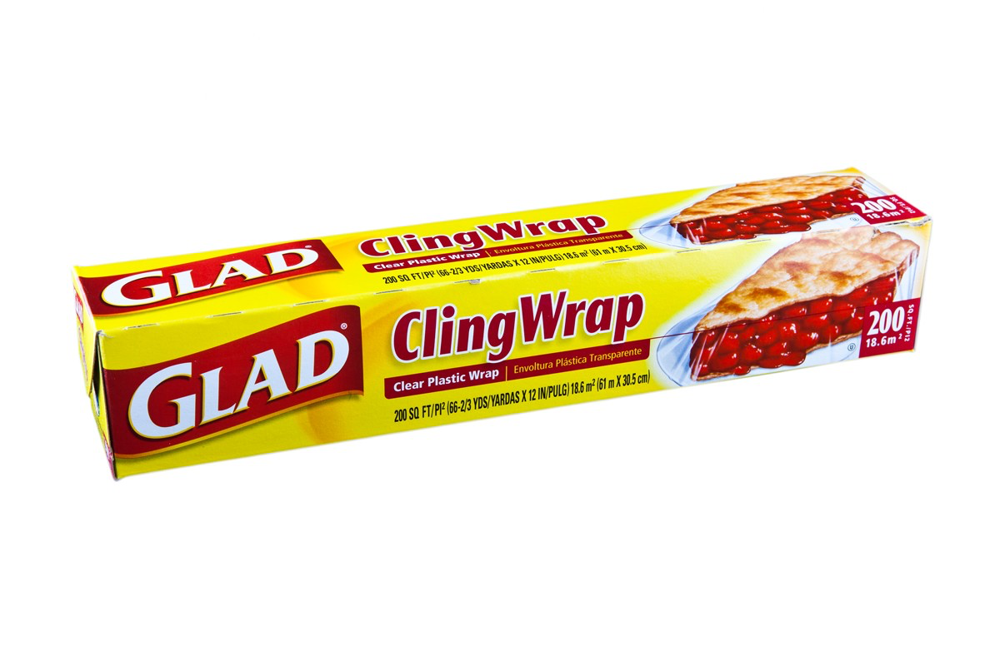 GLAD®
ClingWrap
Clear Plastic Wrap | Envoltura Plástica Transparente
200 SQ. FT/PI² (66-2/3 YDS/YARDAS X 12 IN/PULG) 18.6 m² (61 m X 30.5 cm)
200 SQ. FT./PI2
18.6m²
U
GLAD®
ClingWrap
Clear Plastic Wrap | Envoltura Plástica Transparente
200 SQ. FT/PI² (66-2/3 YDS/YARDAS X 12 IN/PULG) 18.6 m² (61 m X 30.5 cm)
200 SQ. FT./PI2
18.6m²
U